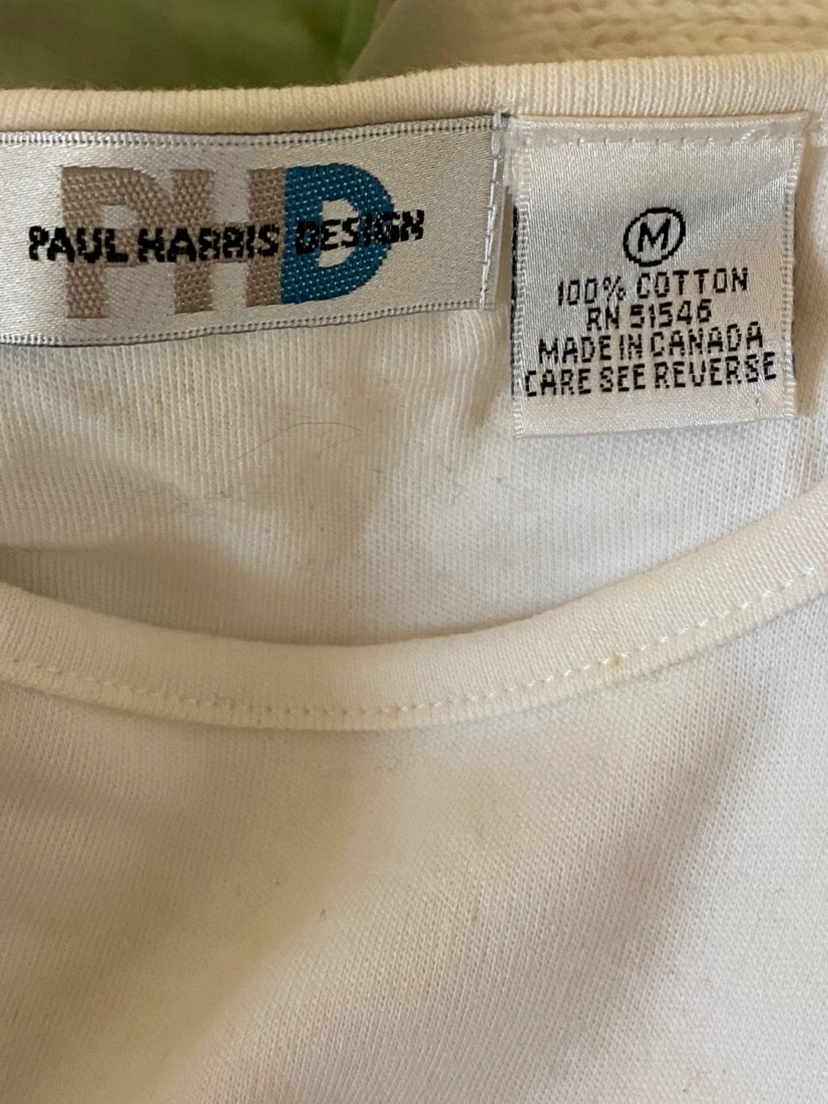 PHD
PAUL HARRIS DESIGN
M
100% COTTON
RN 51546
MADE IN CANADA
CARE SEE REVERSE